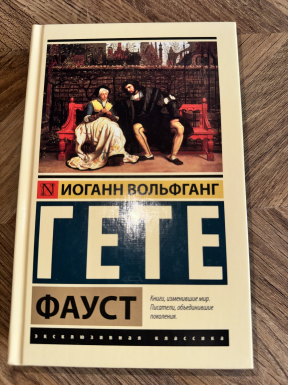 N ИОГАНН ВОЛЬФГАНГ
ГЕТЕ
ФАУСТ
Книги, изменившие мир.
Писатели, объединившие
поколения.
эксклюзивная классика